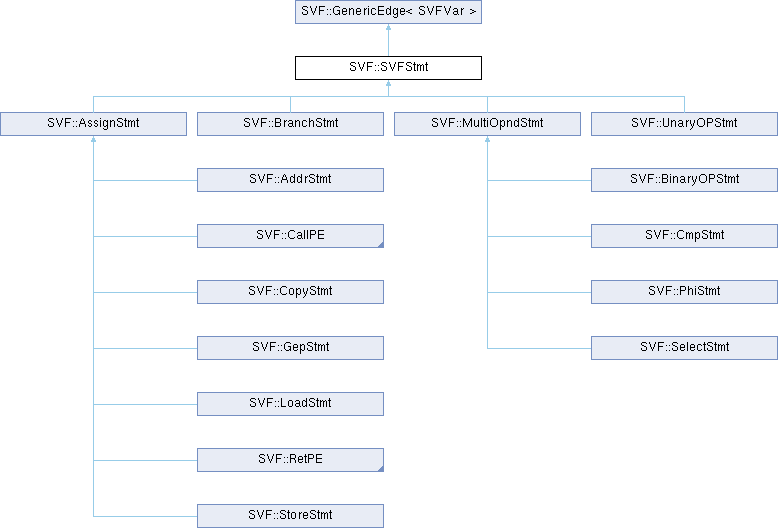 SVF::GenericEdge< SVFVar >
SVF::SVFStmt
SVF::AssignStmt
SVF::BranchStmt
SVF::MultiOpndStmt
SVF::UnaryOPStmt
SVF::AddrStmt
SVF::BinaryOPStmt
SVF::CallPE
SVF::CmpStmt
SVF::CopyStmt
SVF::PhiStmt
SVF::GepStmt
SVF::SelectStmt
SVF::LoadStmt
SVF::RetPE
SVF::StoreStmt